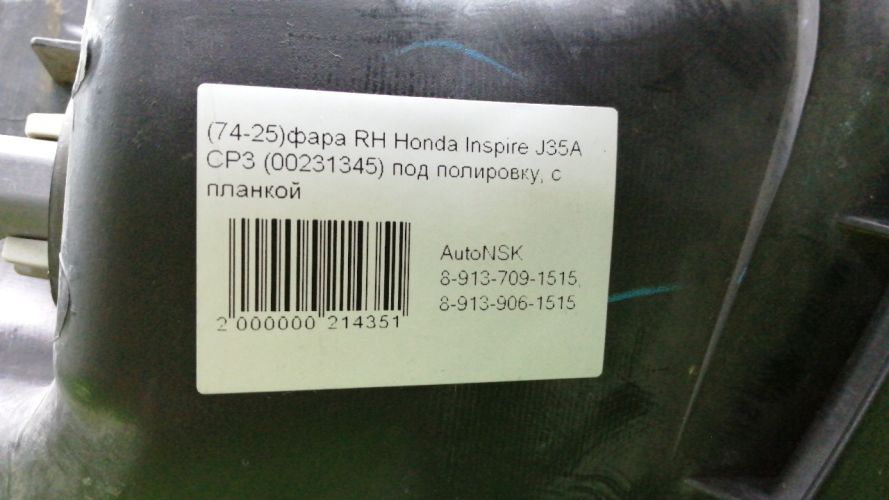 (74-25)фара RH Honda Inspire J35A
CP3 (00231345) под полировку, с
планкой
AutoNSK
8-913-709-1515,
8-913-906-1515
2 000000 214351